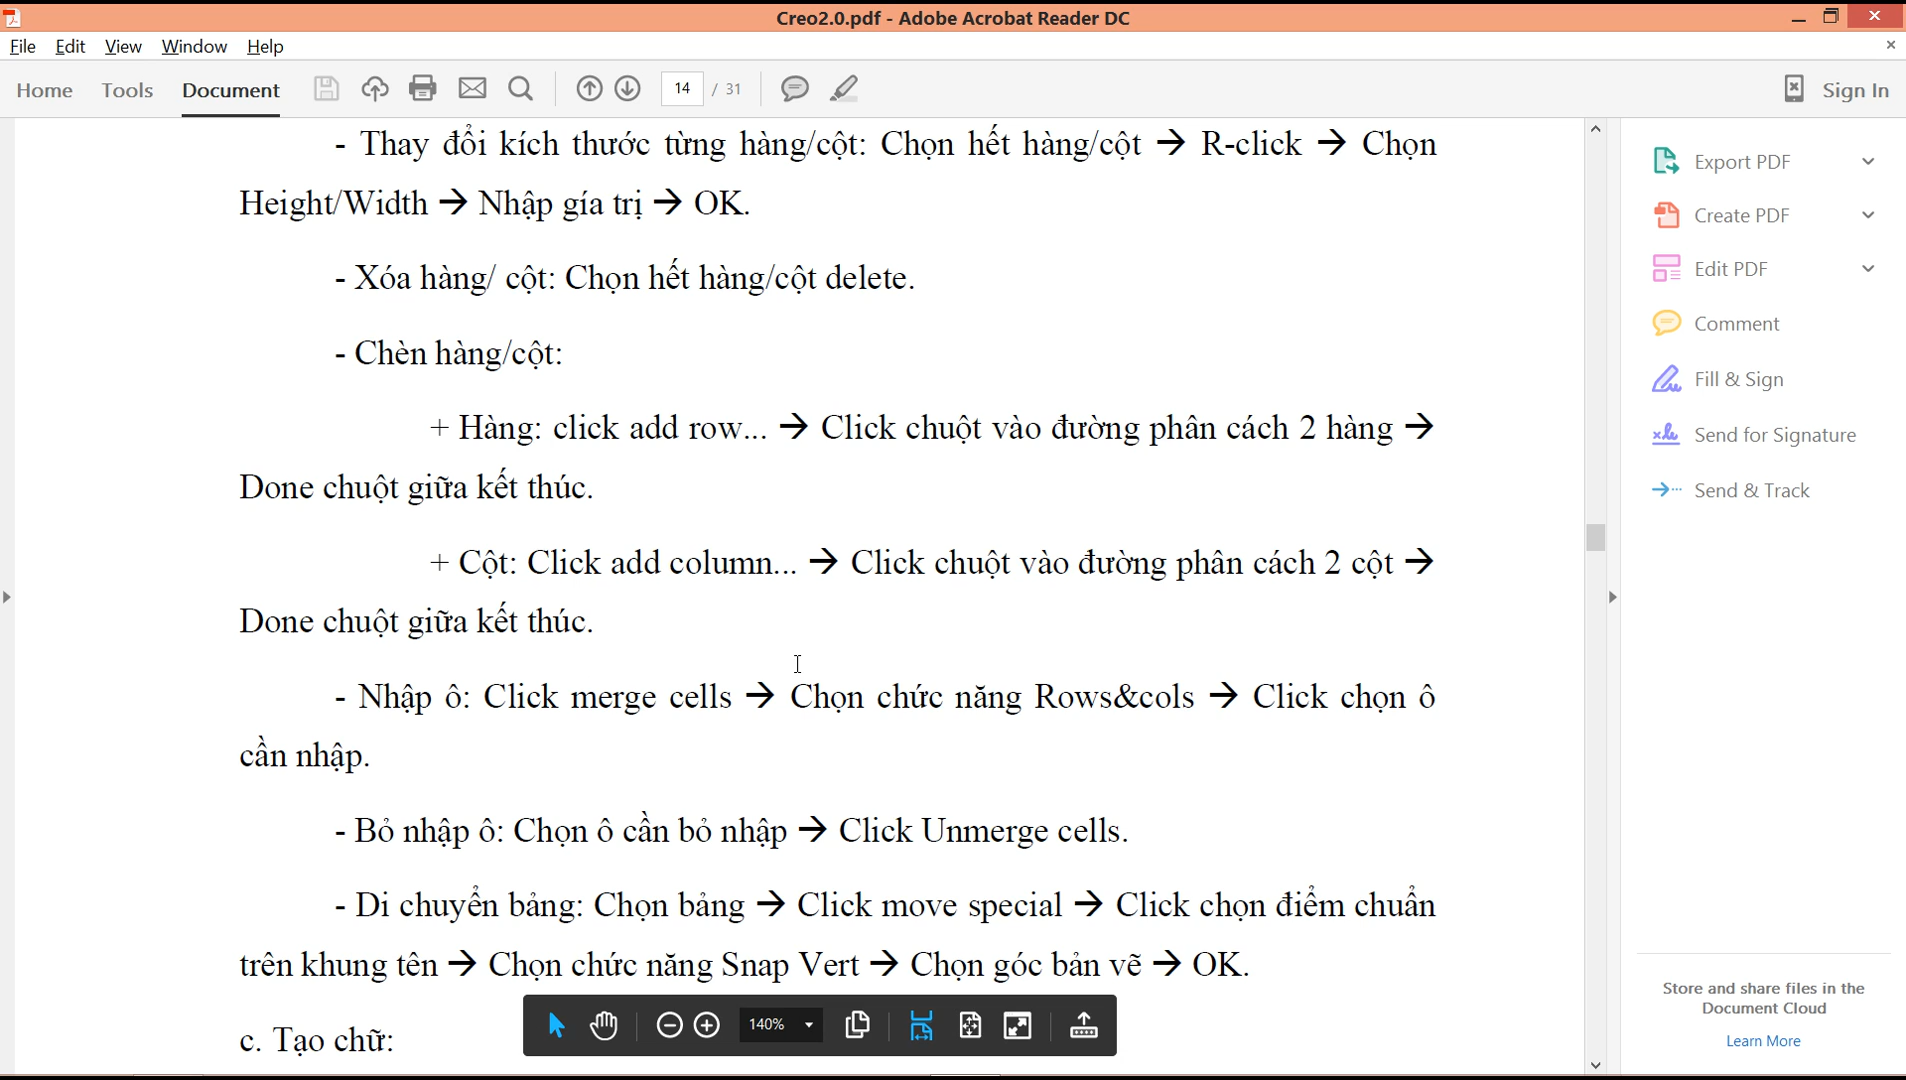 Creo2.0.pdf - Adobe Acrobat Reader DC
File Edit View Window Help
Home Tools Document 14 / 31 Sign In
- Thay đổi kích thước từng hàng/cột: Chọn hết hàng/cột → R-click → Chọn
Height/Width → Nhập gía trị → OK.
- Xóa hàng/ cột: Chọn hết hàng/cột delete.
- Chèn hàng/cột:
+ Hàng: click add row... → Click chuột vào đường phân cách 2 hàng →
Done chuột giữa kết thúc.
+ Cột: Click add column... → Click chuột vào đường phân cách 2 cột →
Done chuột giữa kết thúc.
- Nhập ô: Click merge cells → Chọn chức năng Rows&cols → Click chọn ô
cần nhập.
- Bỏ nhập ô: Chọn ô cần bỏ nhập → Click Unmerge cells.
- Di chuyển bảng: Chọn bảng → Click move special → Click chọn điểm chuẩn
trên khung tên → Chọn chức năng Snap Vert → Chọn góc bản vẽ → OK.
c. Tạo chữ:
140%
Export PDF
Create PDF
Edit PDF
Comment
Fill & Sign
Send for Signature
Send & Track
Store and share files in the
Document Cloud
Learn More